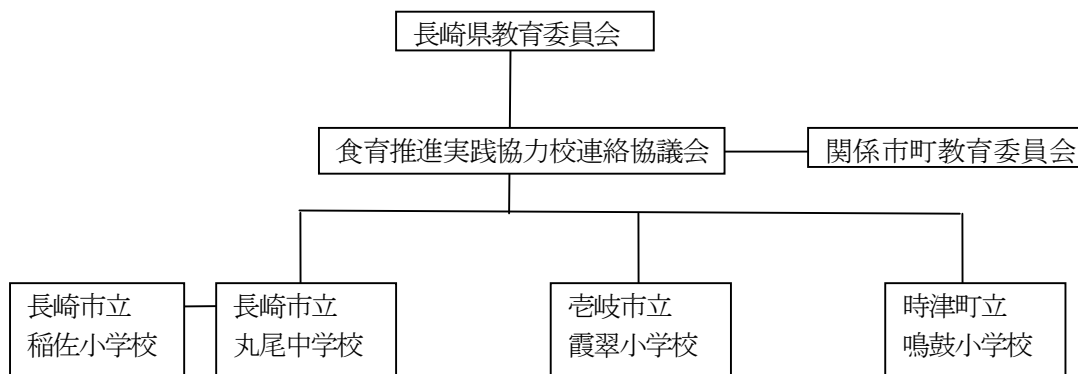 長崎県教育委員会
食育推進実践協力校連絡協議会
関係市町教育委員会
長崎市立
稲佐小学校
長崎市立
丸尾中学校
壱岐市立
霞翠小学校
時津町立
鳴鼓小学校